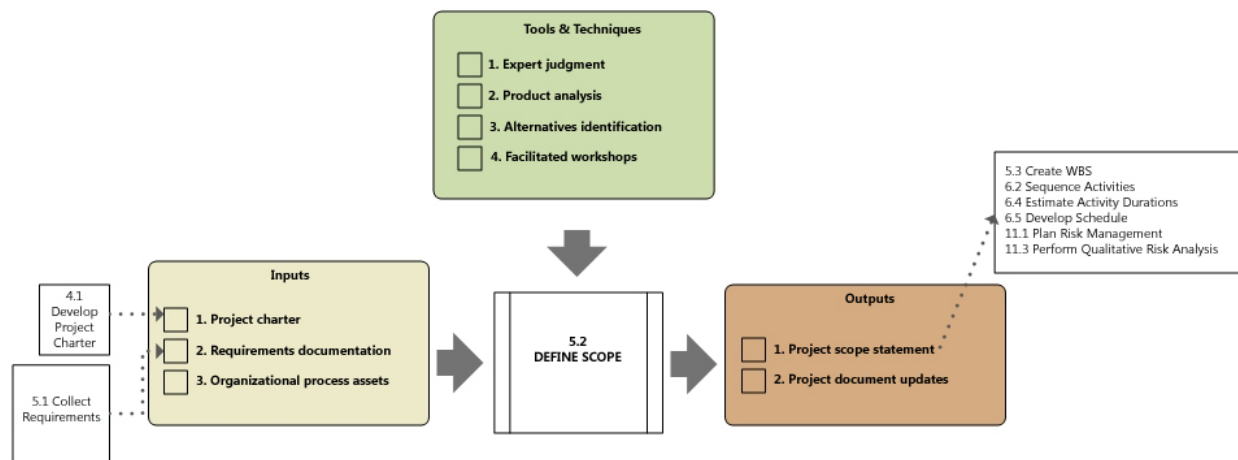 Tools & Techniques
1. Expert judgment
2. Product analysis
3. Alternatives identification
4. Facilitated workshops
5.3 Create WBS
6.2 Sequence Activities
6.4 Estimate Activity Durations
6.5 Develop Schedule
11.1 Plan Risk Management
11.3 Perform Qualitative Risk Analysis
4.1
Develop
Project
Charter
5.1 Collect
Requirements
Inputs
1. Project charter
2. Requirements documentation
3. Organizational process assets
5.2
DEFINE SCOPE
Outputs
1. Project scope statement
2. Project document updates